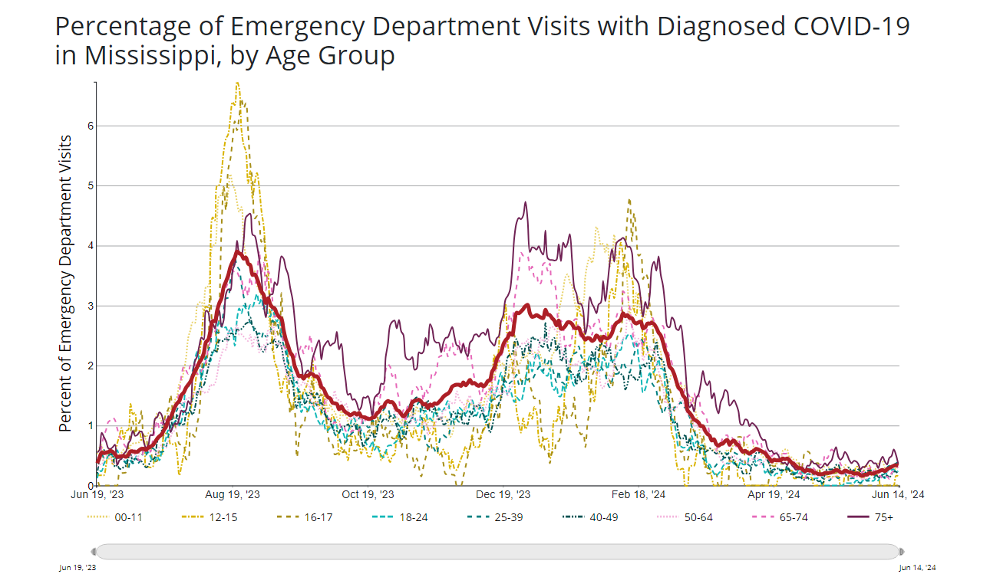 Percentage of Emergency Department Visits with Diagnosed COVID-19
in Mississippi, by Age Group
Percent of Emergency Department Visits
6
5
4
3
2
1
0
Jun 19, '23
Aug 19, '23
Oct 19, '23
Dec 19, '23
Feb 18, '24
Apr 19, '24
Jun 14, '24
00-11
12-15
16-17
18-24
25-39
40-49
50-64
65-74
75+
Jun 19, '23
Jun 14, '24